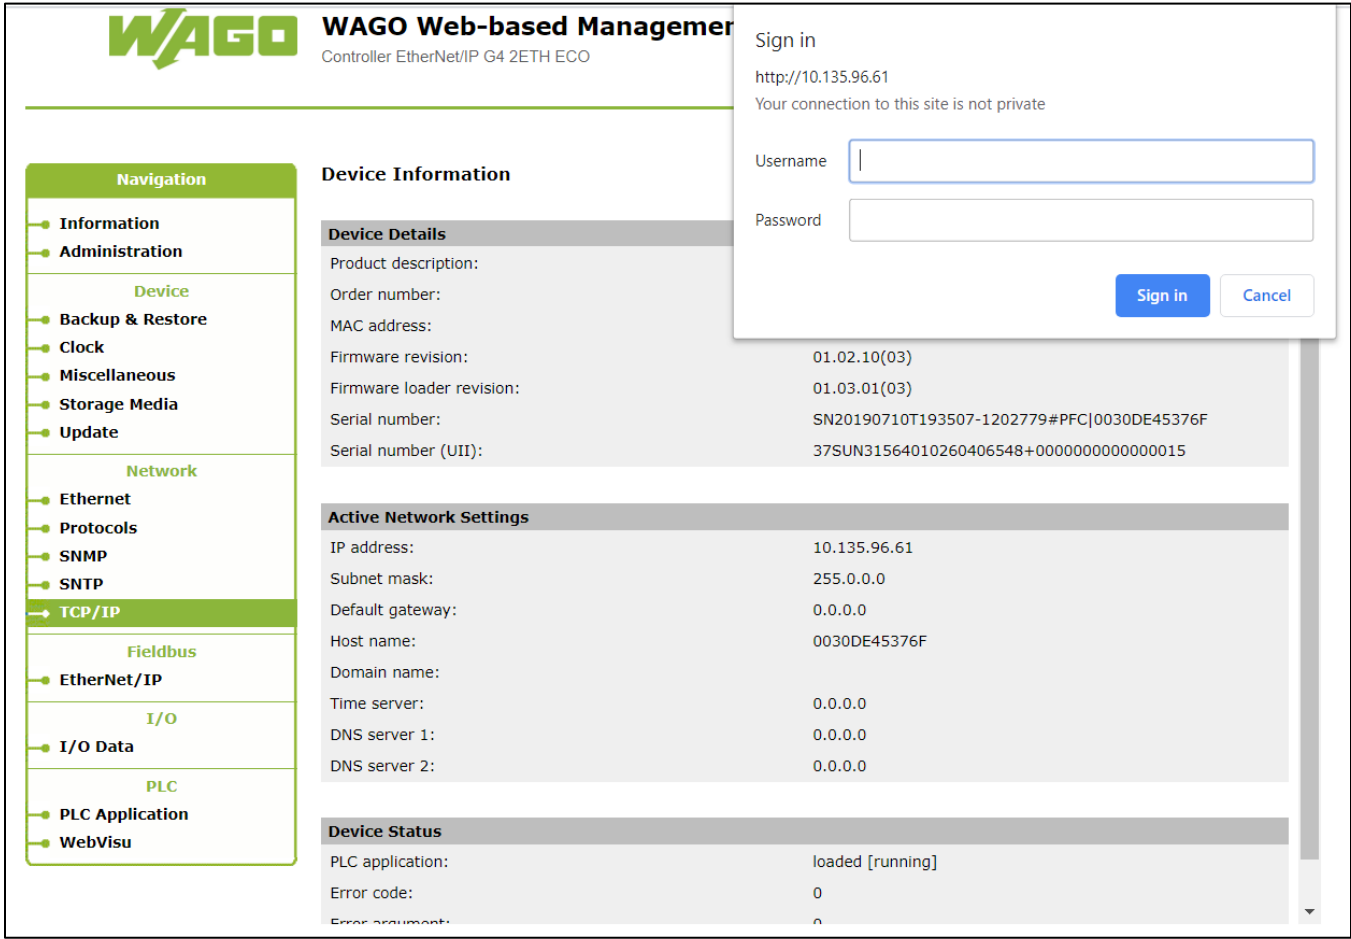 WAGO
WAGO Web-based Managemen
Controller EtherNet/IP G4 2ETH ECO
Sign in
http://10.135.96.61
Your connection to this site is not private
Username
Password
Sign in
Cancel
Navigation
Information
Administration
Device
Backup & Restore
Clock
Miscellaneous
Storage Media
Update
Network
Ethernet
Protocols
SNMP
SNTP
TCP/IP
Fieldbus
EtherNet/IP
I/O
I/O Data
PLC
PLC Application
WebVisu
Device Information
Device Details
Product description:
Order number:
MAC address:
Firmware revision: 01.02.10(03)
Firmware loader revision: 01.03.01(03)
Serial number: SN20190710T193507-1202779#PFC|0030DE45376F
Serial number (UII): 37SUN31564010260406548+0000000000000015
Active Network Settings
IP address: 10.135.96.61
Subnet mask: 255.0.0.0
Default gateway: 0.0.0.0
Host name: 0030DE45376F
Domain name:
Time server: 0.0.0.0
DNS server 1: 0.0.0.0
DNS server 2: 0.0.0.0
Device Status
PLC application: loaded [running]
Error code: 0
Error argument: 0